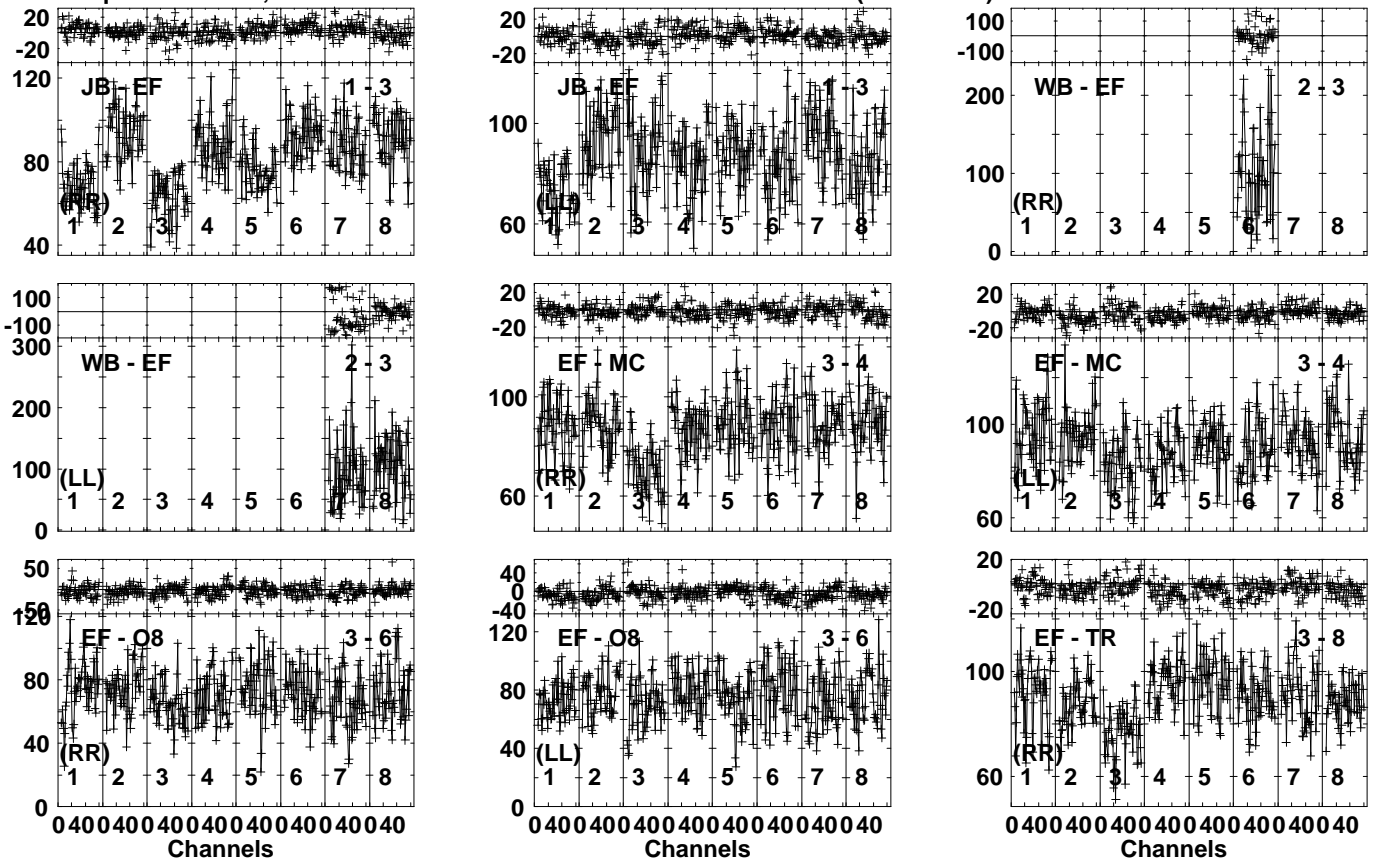 20 20 100
-20 -20 -100
120 JB - EF 1 - 3
80
(RR)
1 2 3 4 5 6 7 8
40
JB - EF 1 - 3
100
(LL)
60
1 2 3 4 5 6 7 8
200 WB - EF 2 - 3
100
(RR)
1 2 3 4 5 6 7 8
0
100 20 20
-100 -20 -20
300
WB - EF 2 - 3
200
100
(LL)
1 2 3 4 5 6 7 8
0
EF - MC 3 - 4
100
(RR)
60
1 2 3 4 5 6 7 8
EF - MC 3 - 4
100
(LL)
1 2 3 4 5 6 7 8
60
50 40 20
0
-50 -40 -20
120
EF - O8 3 - 6
80
40
(RR)
1 2 3 4 5 6 7 8
0
120
EF - O8 3 - 6
80
40
(LL)
1 2 3 4 5 6 7 8
0
EF - TR 3 - 8
100
(RR)
60
1 2 3 4 5 6 7 8
0 40 0 40 0 40 0 40 0 40 0 40 0 40 0 40
Channels
0 40 0 40 0 40 0 40 0 40 0 40 0 40 0 40
Channels
0 40 0 40 0 40 0 40 0 40 0 40 0 40 0 40
Channels